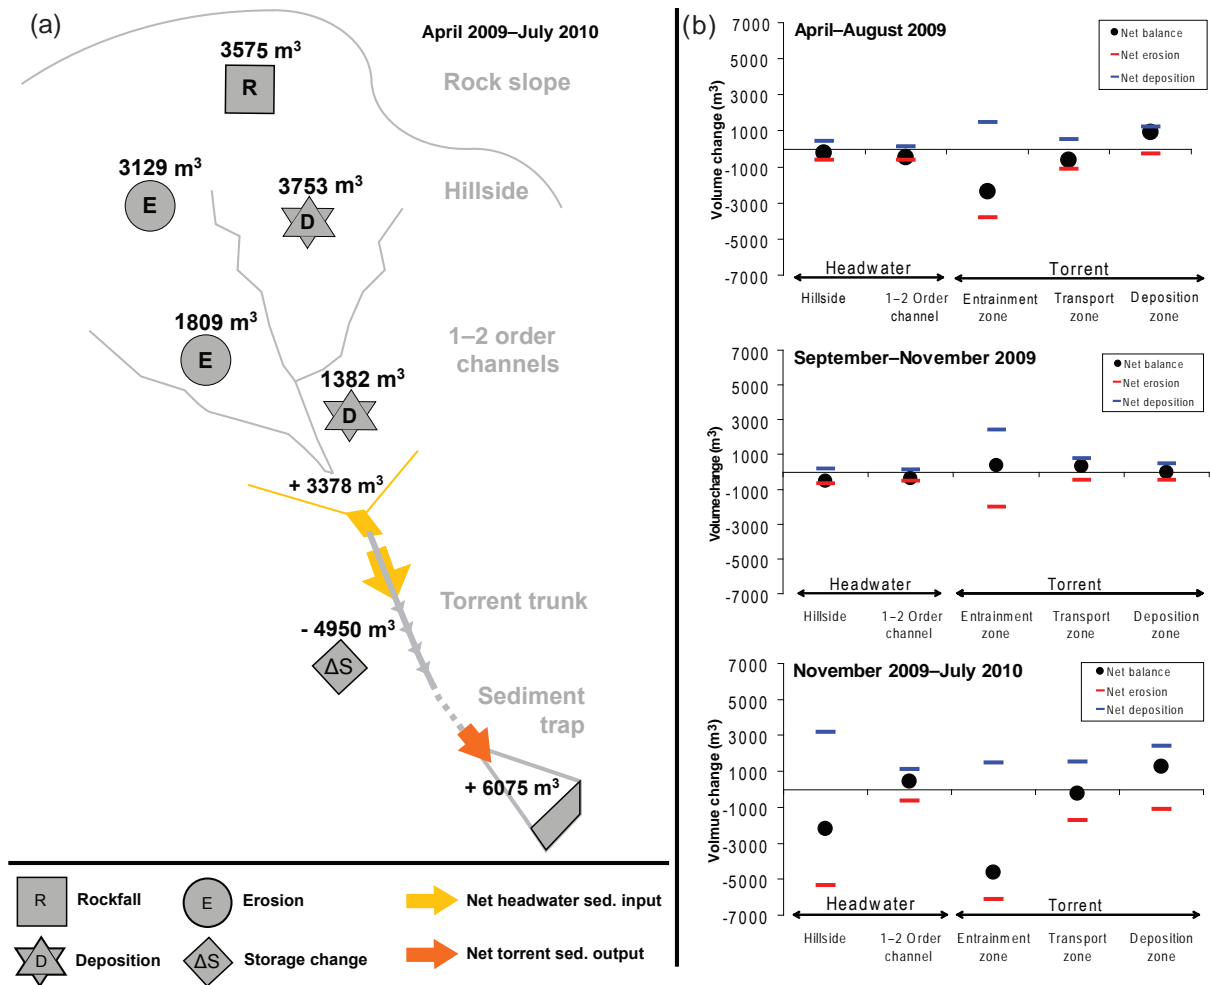 (a)
April 2009–July 2010
3575 m³
R
Rock slope
3129 m³
E
3753 m³
D
Hillside
1809 m³
E
1–2 order
channels
1382 m³
D
+ 3378 m³
Torrent trunk
- 4950 m³
ΔS
Sediment
trap
+ 6075 m³
R
Rockfall
E
Erosion
Net headwater sed. input
D
Deposition
ΔS
Storage change
Net torrent sed. output
(b)
April–August 2009
Net balance
Net erosion
Net deposition
Volume change (m³)
7000
5000
3000
1000
-1000
-3000
-5000
-7000
Headwater
Torrent
Hillside
1–2 Order
channel
Entrainment
zone
Transport
zone
Deposition
zone
September–November 2009
Net balance
Net erosion
Net deposition
Volumechange (m³)
7000
5000
3000
1000
-1000
-3000
-5000
-7000
Headwater
Torrent
Hillside
1–2 Order
channel
Entrainment
zone
Transport
zone
Deposition
zone
November 2009–July 2010
Net balance
Net erosion
Net deposition
Volmue change (m³)
7000
5000
3000
1000
-1000
-3000
-5000
-7000
Headwater
Torrent
Hillside
1–2 Order
channel
Entrainment
zone
Transport
zone
Deposition
zone